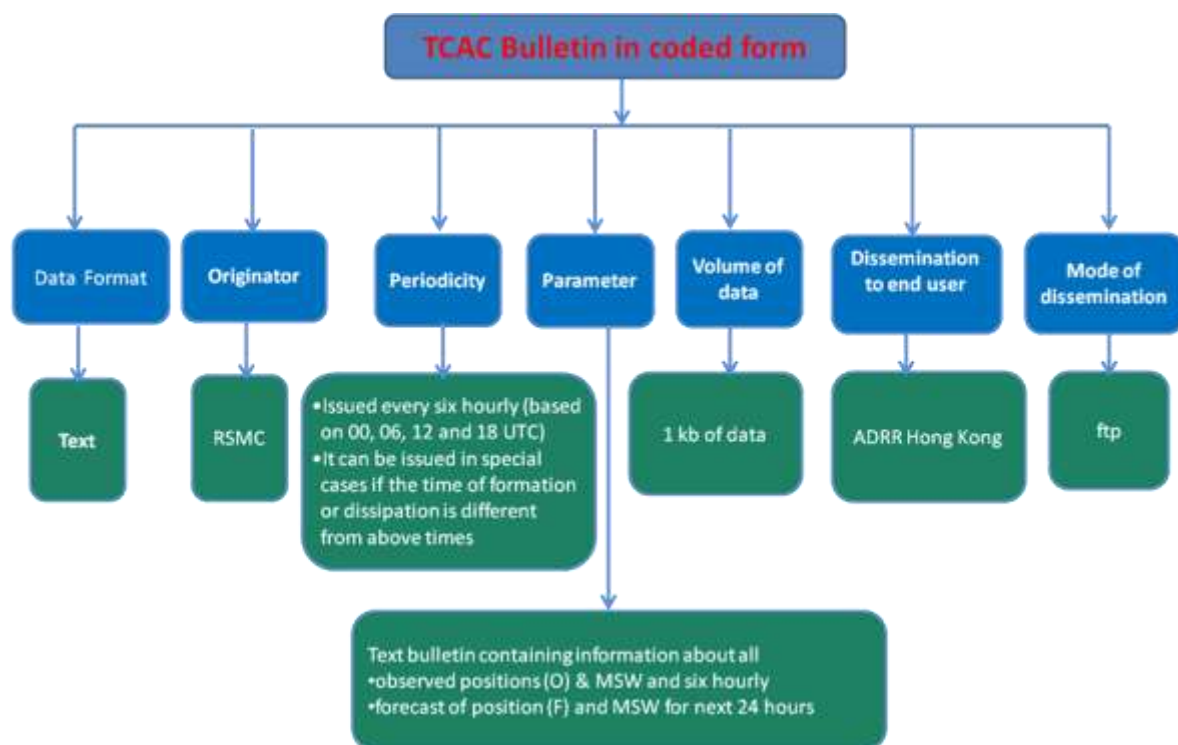 TCAC Bulletin in coded form
Data Format
Originator
Periodicity
Parameter
Volume of
data
Dissemination
to end user
Mode of
dissemination
Text
RSMC
•Issued every six hourly (based
on 00, 06, 12 and 18 UTC)
•It can be issued in special
cases if the time of formation
or dissipation is different
from above times
1 kb of data
ADRR Hong Kong
ftp
Text bulletin containing information about all
•observed positions (O) & MSW and six hourly
•forecast of position (F) and MSW for next 24 hours